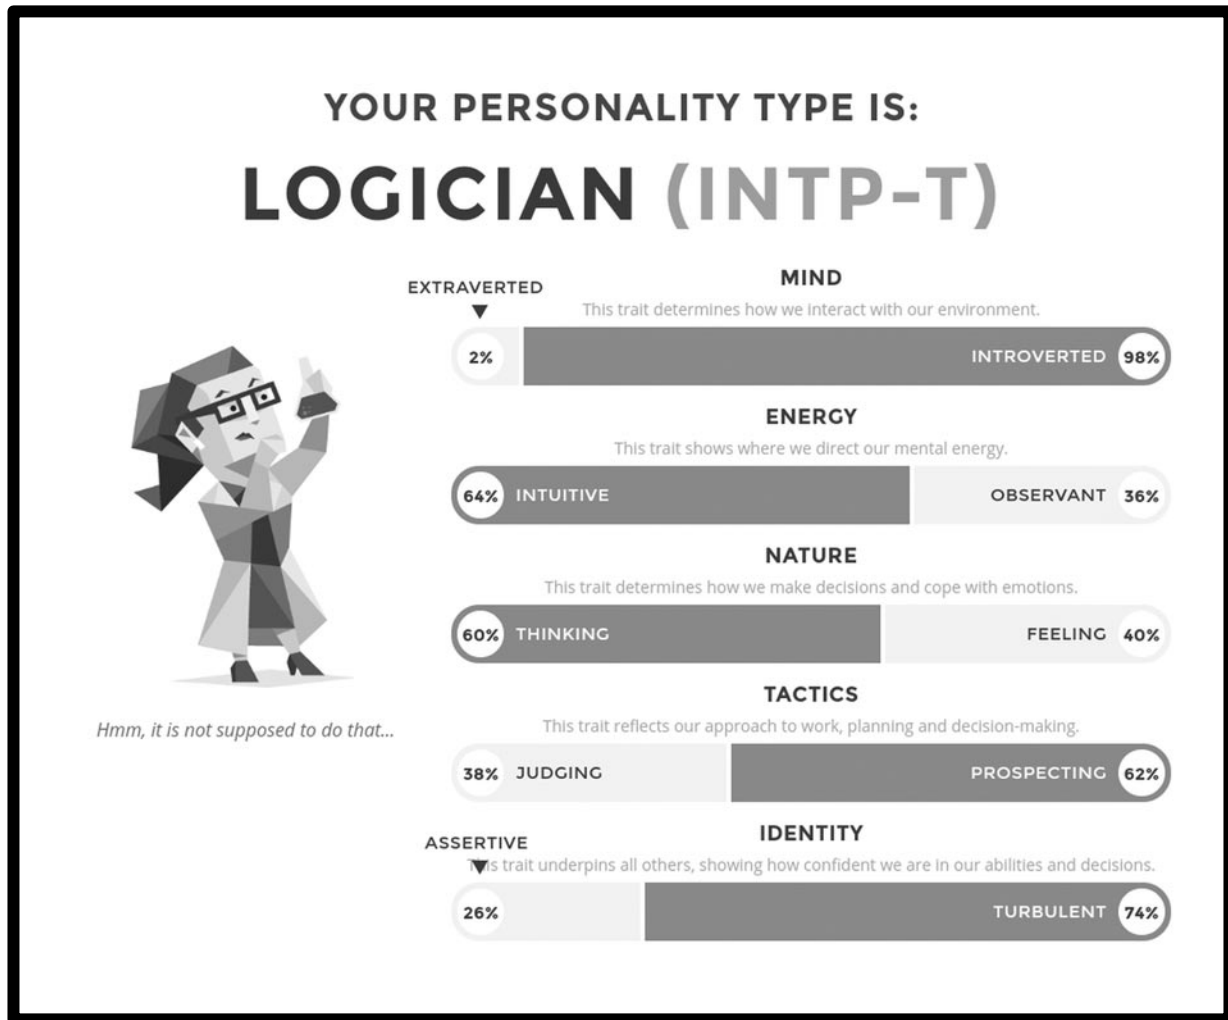 YOUR PERSONALITY TYPE IS:
LOGICIAN (INTP-T)
MIND
EXTRAVERTED
This trait determines how we interact with our environment.
2% INTROVERTED 98%
ENERGY
This trait shows where we direct our mental energy.
64% INTUITIVE OBSERVANT 36%
NATURE
This trait determines how we make decisions and cope with emotions.
60% THINKING FEELING 40%
TACTICS
Hmm, it is not supposed to do that...
This trait reflects our approach to work, planning and decision-making.
38% JUDGING PROSPECTING 62%
IDENTITY
ASSERTIVE
This trait underpins all others, showing how confident we are in our abilities and decisions.
26% TURBULENT 74%